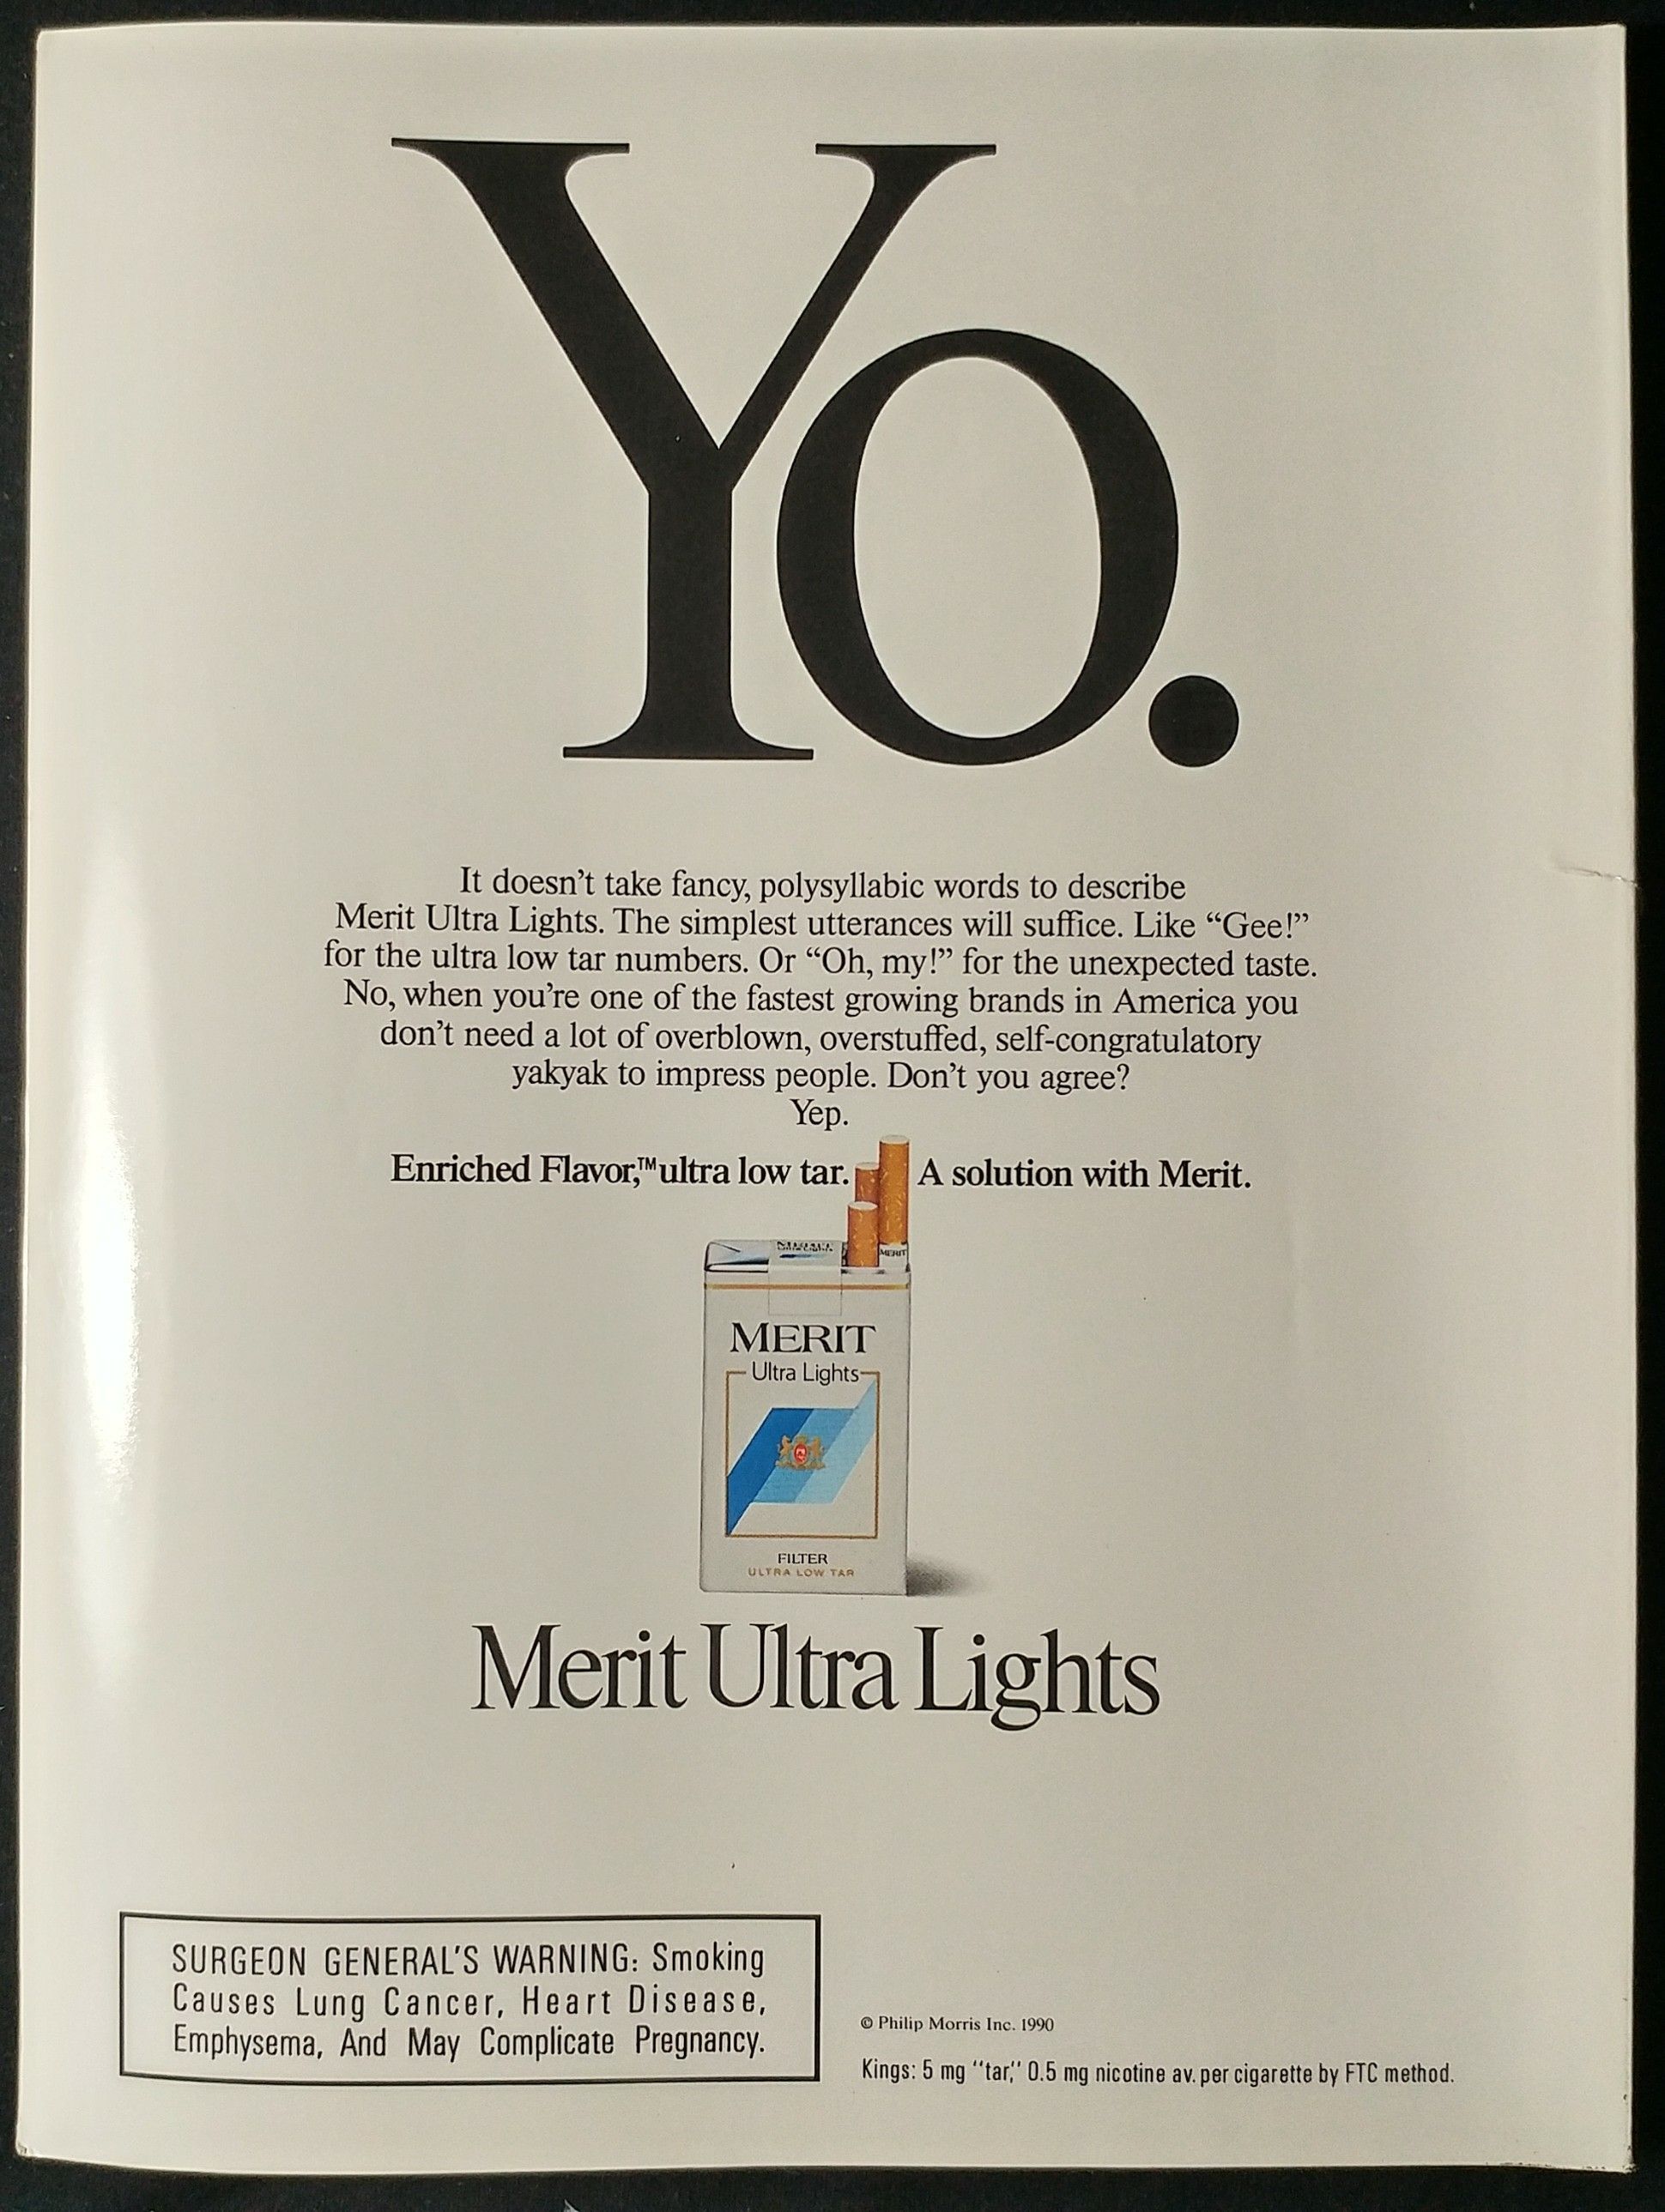 Yo.
It doesn't take fancy, polysyllabic words to describe
Merit Ultra Lights. The simplest utterances will suffice. Like “Gee!”
for the ultra low tar numbers. Or “Oh, my!” for the unexpected taste.
No, when you're one of the fastest growing brands in America you
don't need a lot of overblown, overstuffed, self-congratulatory
yakyak to impress people. Don't you agree?
Yep.
Enriched Flavor,™ ultra low tar. A solution with Merit.
MERIT
Ultra Lights
MERIT
MERIT
Ultra Lights
FILTER
ULTRA LOW TAR
Merit Ultra Lights
SURGEON GENERAL'S WARNING: Smoking
Causes Lung Cancer, Heart Disease,
Emphysema, And May Complicate Pregnancy.
© Philip Morris Inc. 1990
Kings: 5 mg "tar," 0.5 mg nicotine av. per cigarette by FTC method.